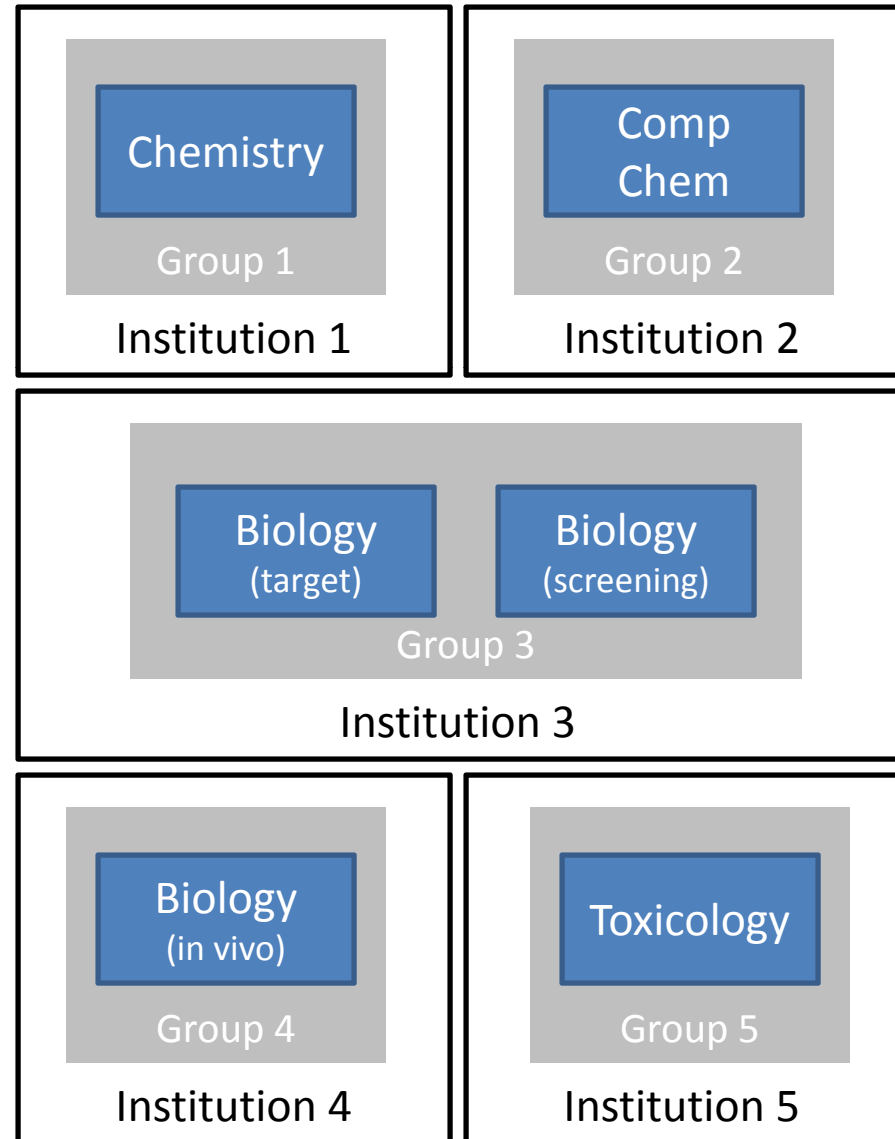 Chemistry
Group 1
Institution 1
Comp
Chem
Group 2
Institution 2
Biology
(target)
Biology
(screening)
Group 3
Institution 3
Biology
(in vivo)
Group 4
Institution 4
Toxicology
Group 5
Institution 5